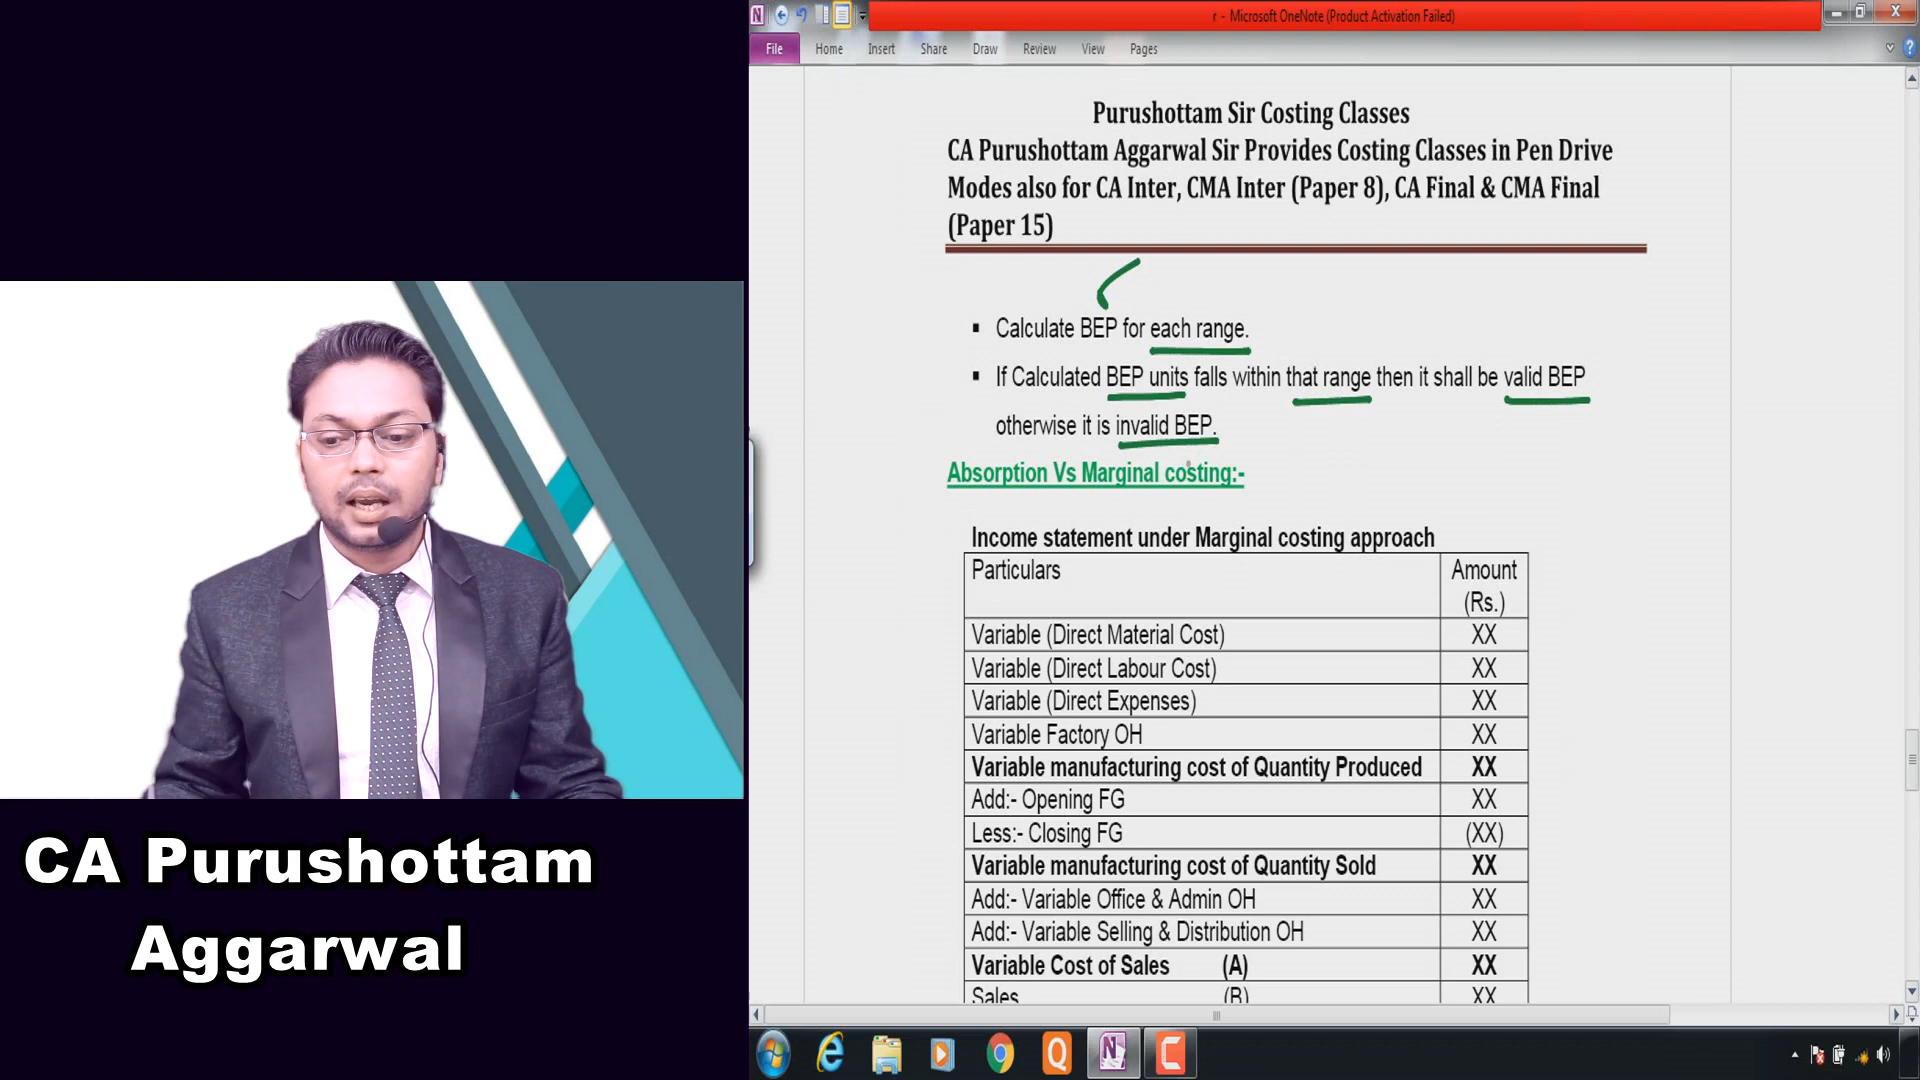 r - Microsoft OneNote (Product Activation Failed)
File Home Insert Share Draw Review View Pages
Purushottam Sir Costing Classes
CA Purushottam Aggarwal Sir Provides Costing Classes in Pen Drive
Modes also for CA Inter, CMA Inter (Paper 8), CA Final & CMA Final
(Paper 15)
▪ Calculate BEP for each range.
▪ If Calculated BEP units falls within that range then it shall be valid BEP
otherwise it is invalid BEP.
Absorption Vs Marginal costing:-
Income statement under Marginal costing approach
Particulars Amount
(Rs.)
Variable (Direct Material Cost) XX
Variable (Direct Labour Cost) XX
Variable (Direct Expenses) XX
Variable Factory OH XX
Variable manufacturing cost of Quantity Produced XX
Add:- Opening FG XX
Less:- Closing FG (XX)
Variable manufacturing cost of Quantity Sold XX
Add:- Variable Office & Admin OH XX
Add:- Variable Selling & Distribution OH XX
Variable Cost of Sales (A) XX
Sales (B) XX
CA Purushottam
Aggarwal